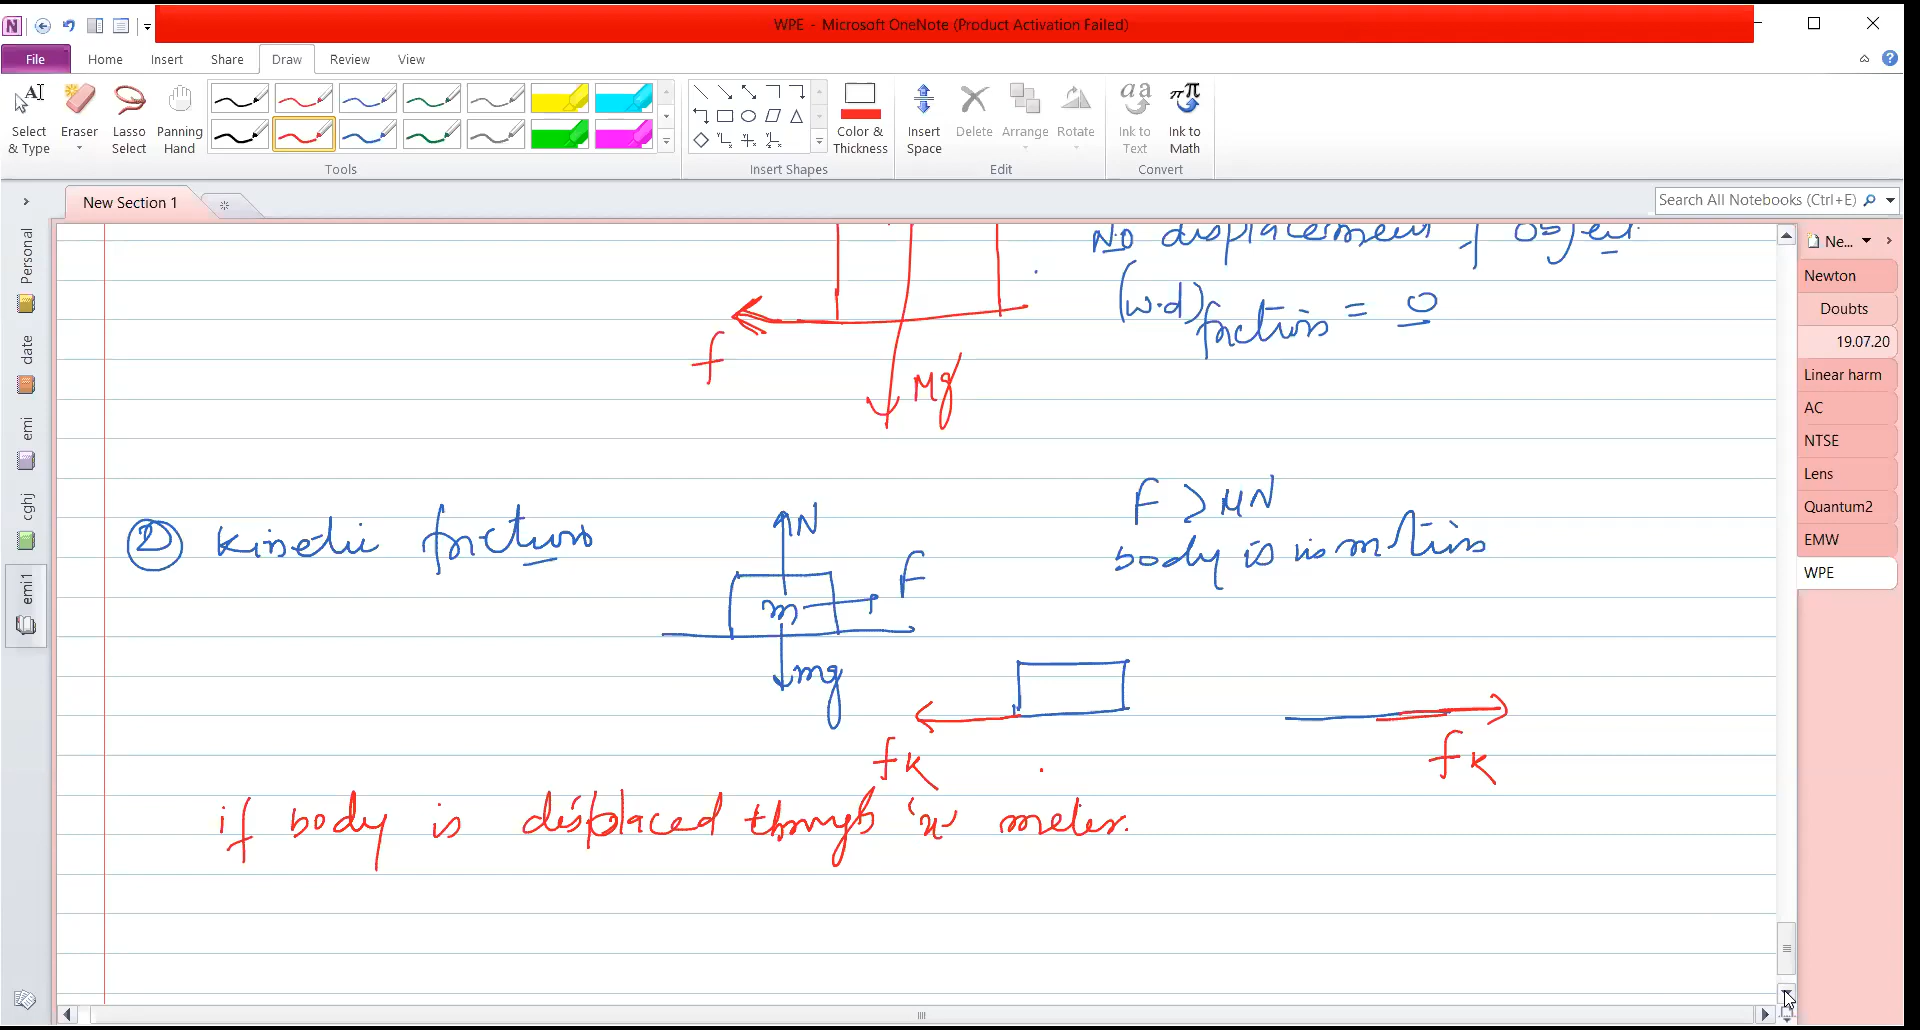 WPE - Microsoft OneNote (Product Activation Failed)
File Home Insert Share Draw Review View
Select & Type
Eraser
Lasso Select
Panning Hand
Color & Thickness
Insert Space
Delete
Arrange
Rotate
Ink to Text
Ink to Math
Tools
Insert Shapes
Edit
Convert
New Section 1
Search All Notebooks (Ctrl+E)
Personal
date
emi
cghj
emi1
Ne...
Newton
Doubts
19.07.20
Linear harm
AC
NTSE
Lens
Quantum2
EMW
WPE
No displacement of object
(w.d)friction = 0
f
Mg
② Kinetic friction
N
F
m
mg
F > μN
body is in motion
fk
fk
if body is displaced through 'x' meter.